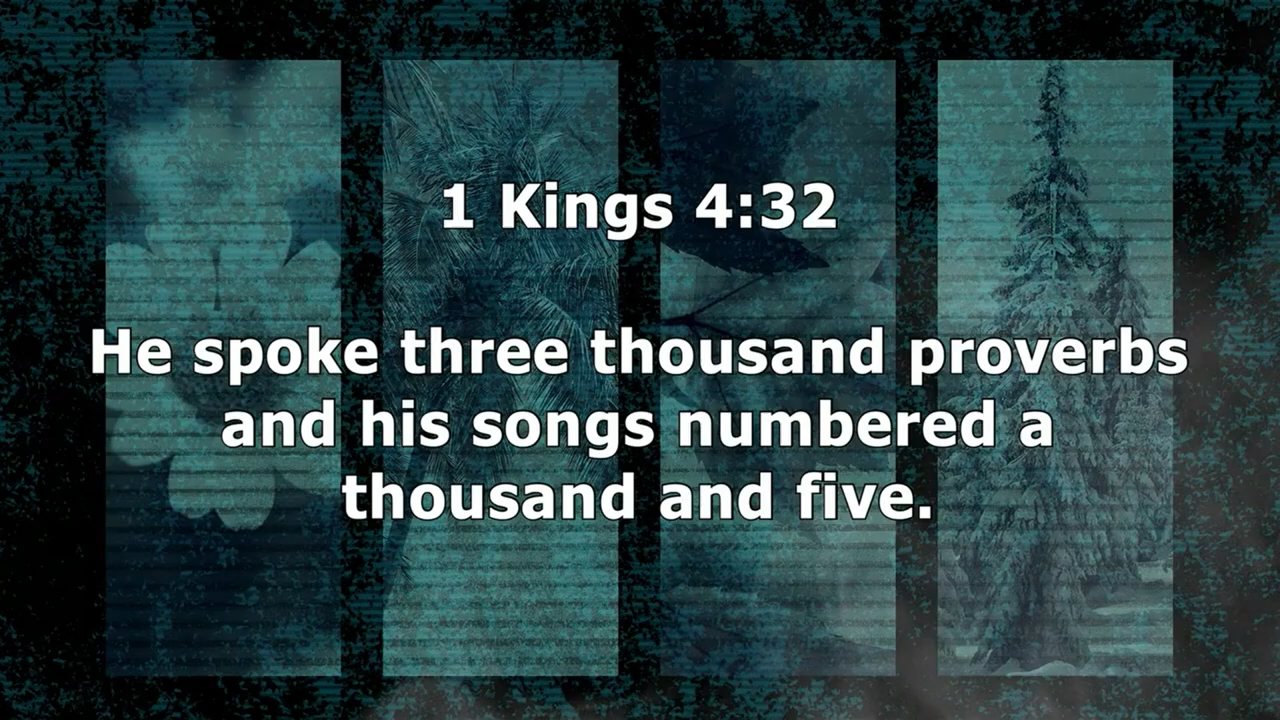 1 Kings 4:32
He spoke three thousand proverbs
and his songs numbered a
thousand and five.